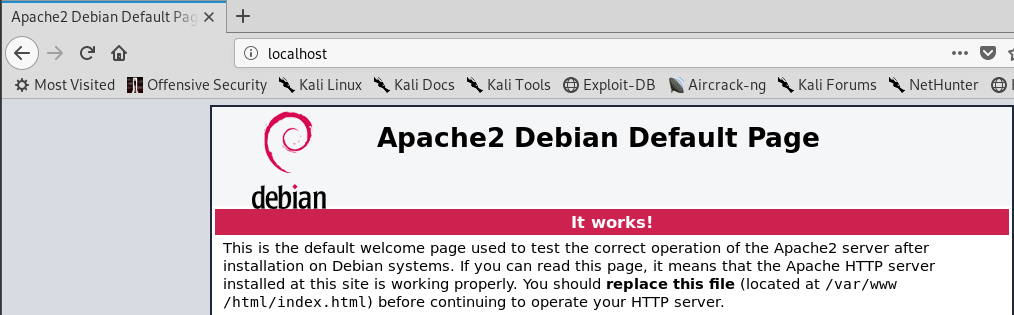 Apache2 Debian Default Pag
localhost
Most Visited Offensive Security Kali Linux Kali Docs Kali Tools Exploit-DB Aircrack-ng Kali Forums NetHunter
Apache2 Debian Default Page
debian
It works!
This is the default welcome page used to test the correct operation of the Apache2 server after
installation on Debian systems. If you can read this page, it means that the Apache HTTP server
installed at this site is working properly. You should replace this file (located at /var/www
/html/index.html) before continuing to operate your HTTP server.